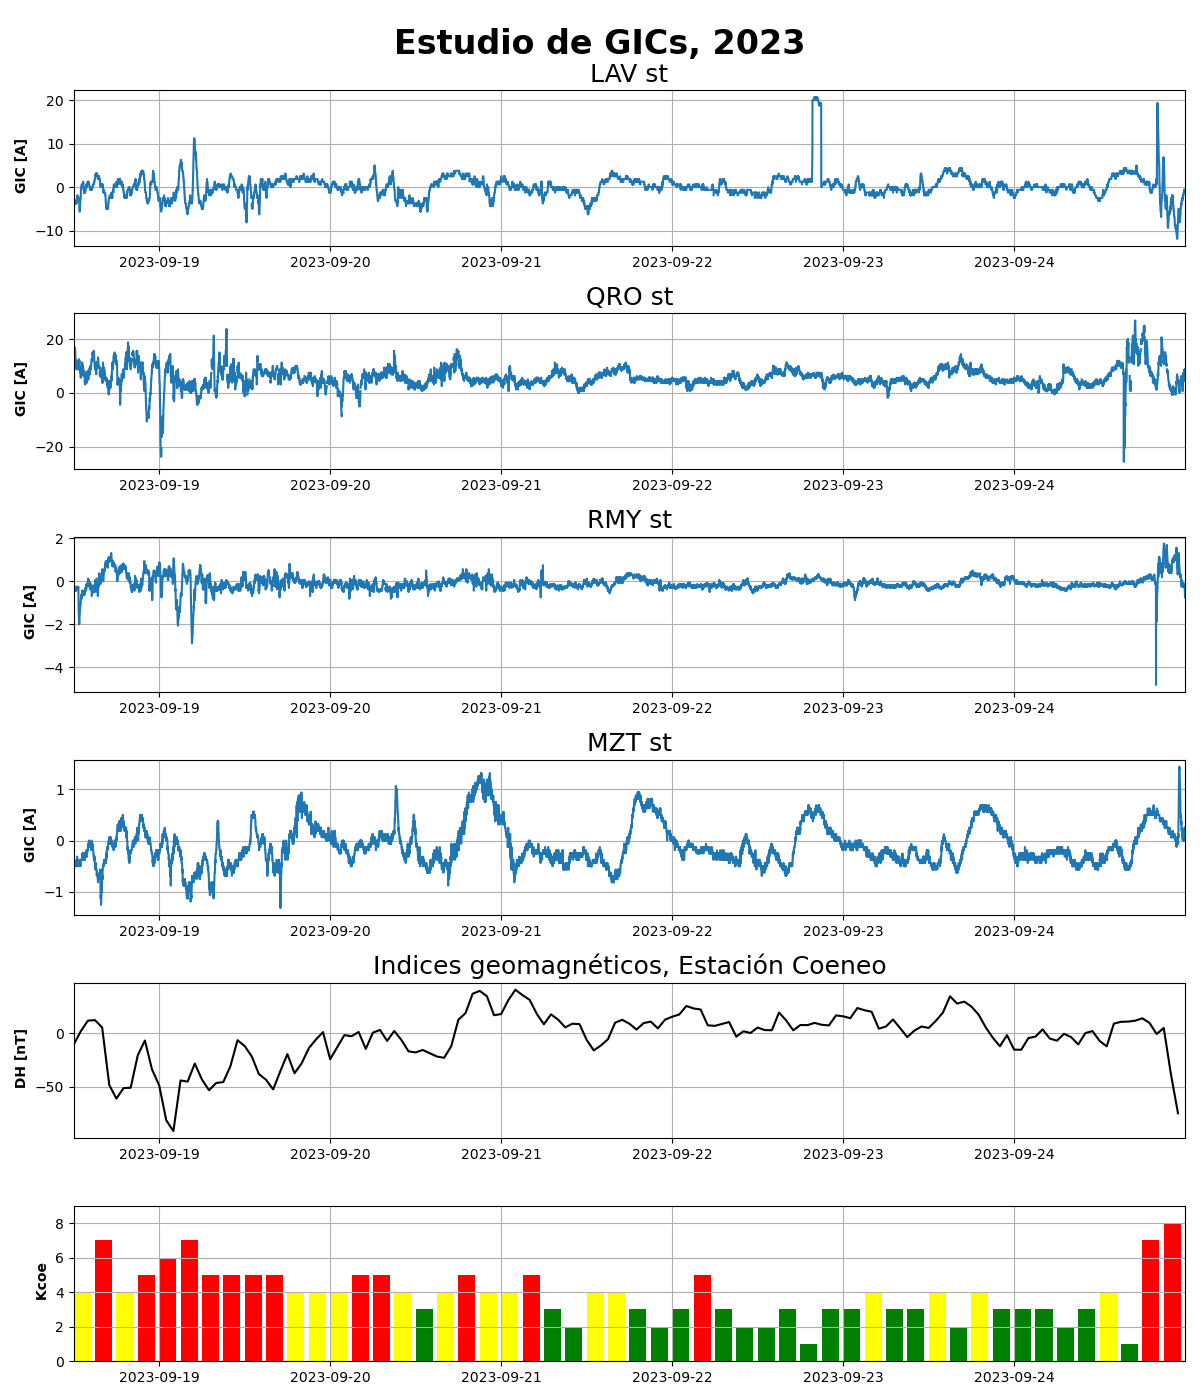 Estudio de GICs, 2023
LAV st
GIC [A]
20
10
0
−10
2023-09-19 2023-09-20 2023-09-21 2023-09-22 2023-09-23 2023-09-24
QRO st
GIC [A]
20
0
−20
2023-09-19 2023-09-20 2023-09-21 2023-09-22 2023-09-23 2023-09-24
RMY st
GIC [A]
2
0
−2
−4
2023-09-19 2023-09-20 2023-09-21 2023-09-22 2023-09-23 2023-09-24
MZT st
GIC [A]
1
0
−1
2023-09-19 2023-09-20 2023-09-21 2023-09-22 2023-09-23 2023-09-24
Indices geomagnéticos, Estación Coeneo
DH [nT]
0
−50
2023-09-19 2023-09-20 2023-09-21 2023-09-22 2023-09-23 2023-09-24
Kcoe
8
6
4
2
0
2023-09-19 2023-09-20 2023-09-21 2023-09-22 2023-09-23 2023-09-24